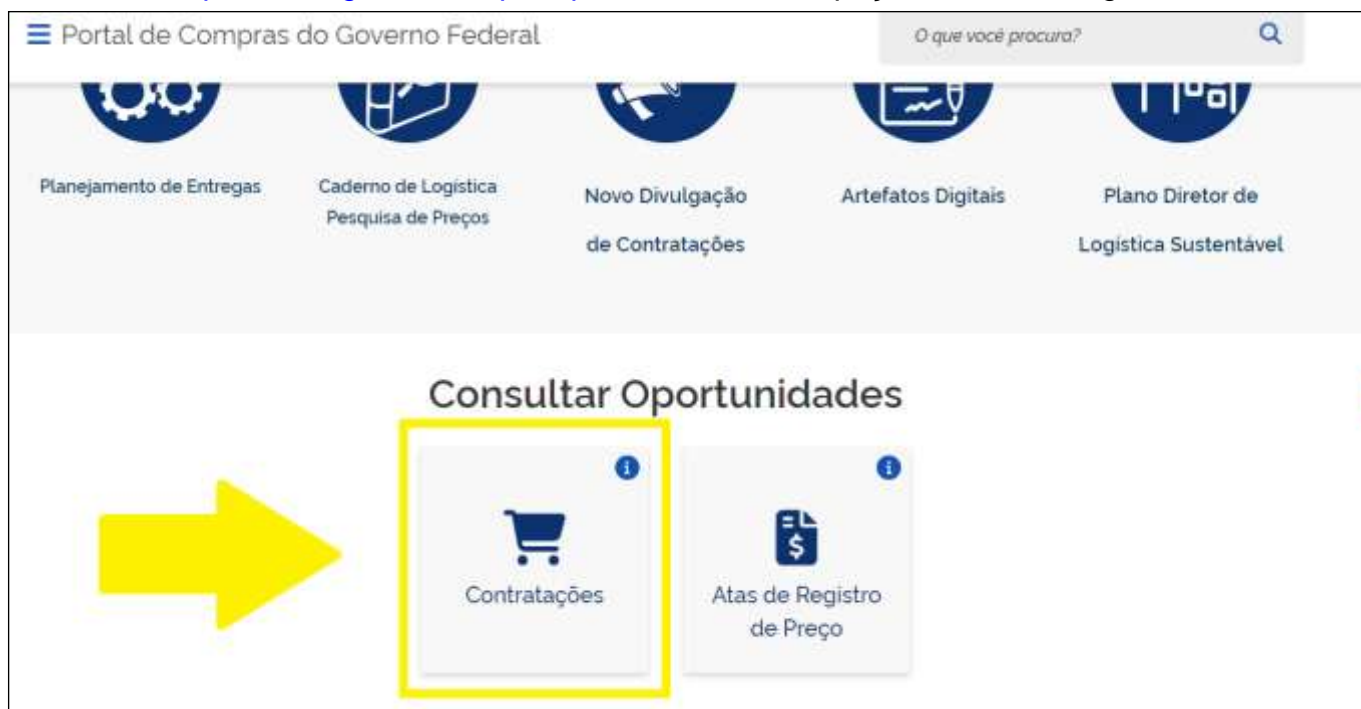 Portal de Compras do Governo Federal
O que você procura?
Planejamento de Entregas
Caderno de Logística
Pesquisa de Preços
Novo Divulgação
de Contratações
Artefatos Digitais
Plano Diretor de
Logística Sustentável
Consultar Oportunidades
Contratações
Atas de Registro
de Preço